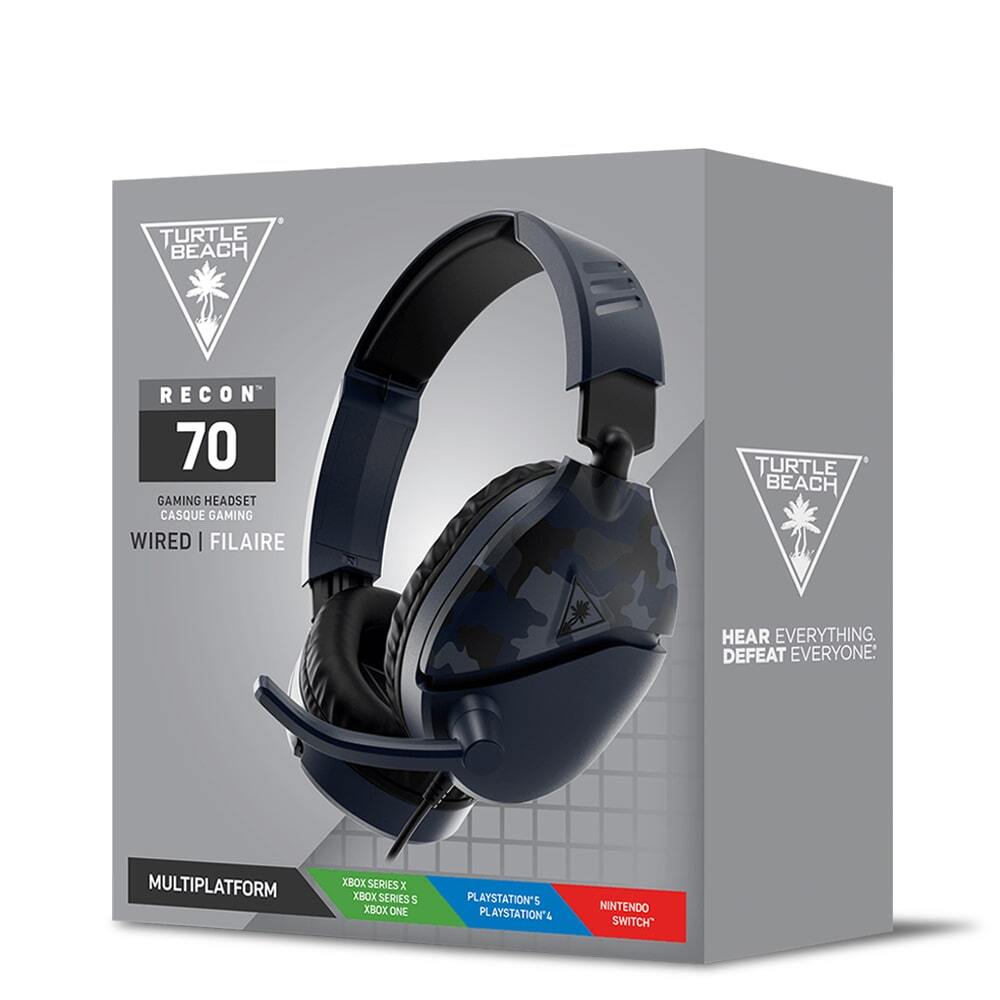 TURTLE
BEACH®
RECON™
70
GAMING HEADSET
CASQUE GAMING
WIRED | FILAIRE
MULTIPLATFORM
XBOX SERIES X
XBOX SERIES S
XBOX ONE
PLAYSTATION®5
PLAYSTATION®4
NINTENDO
SWITCH™
TURTLE
BEACH®
HEAR EVERYTHING.
DEFEAT EVERYONE.®